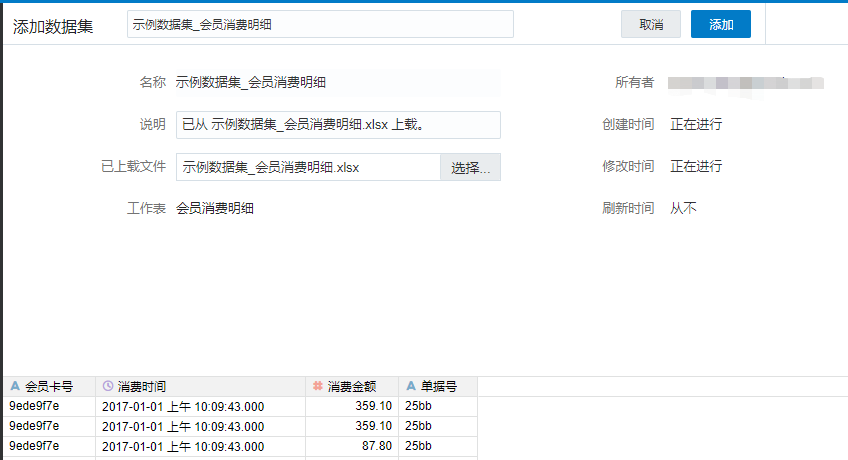 添加数据集 示例数据集_会员消费明细 取消 添加
名称 示例数据集_会员消费明细 所有者
说明 已从 示例数据集_会员消费明细.xlsx 上载。 创建时间 正在进行
已上载文件 示例数据集_会员消费明细.xlsx 选择... 修改时间 正在进行
工作表 会员消费明细 刷新时间 从不
A 会员卡号 消费时间 # 消费金额 A 单据号
9ede9f7e 2017-01-01 上午 10:09:43.000 359.10 25bb
9ede9f7e 2017-01-01 上午 10:09:43.000 359.10 25bb
9ede9f7e 2017-01-01 上午 10:09:43.000 87.80 25bb